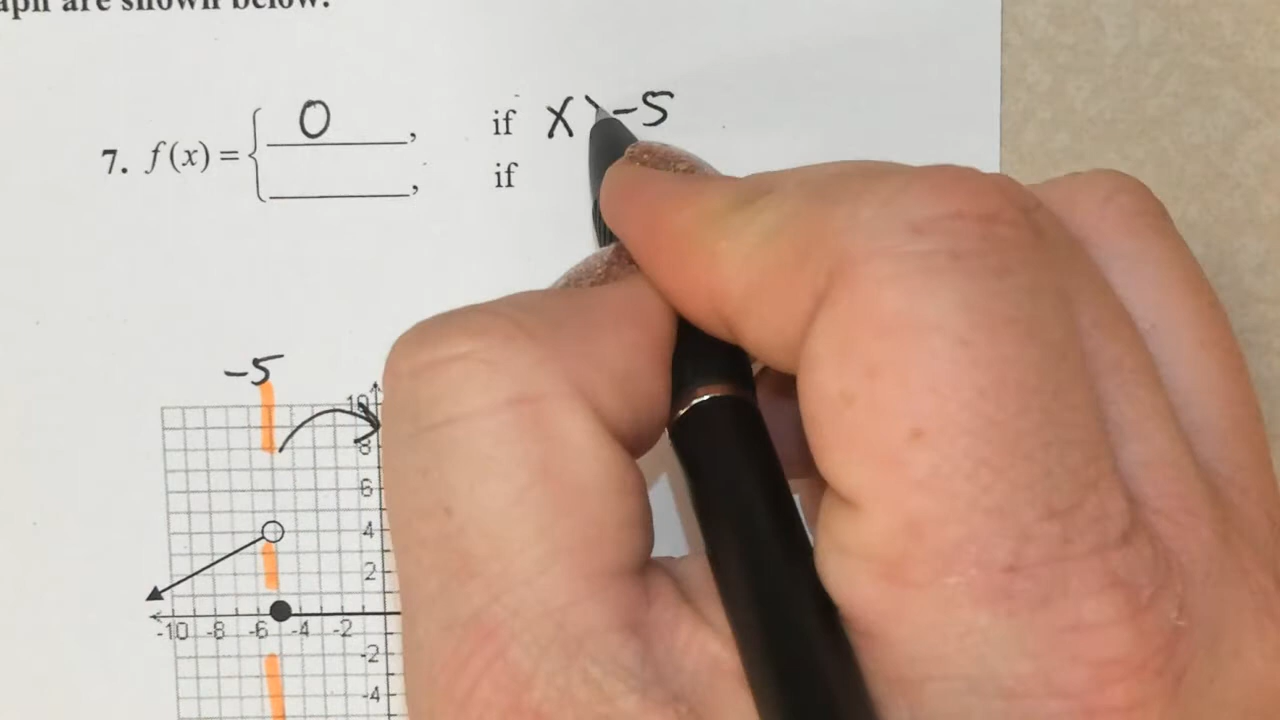 aph are shown below.
0, if x > -5
7. f(x) = {
, if
-5
10
8
6
4
2
-10 -8 -6 -4 -2
-2
-4